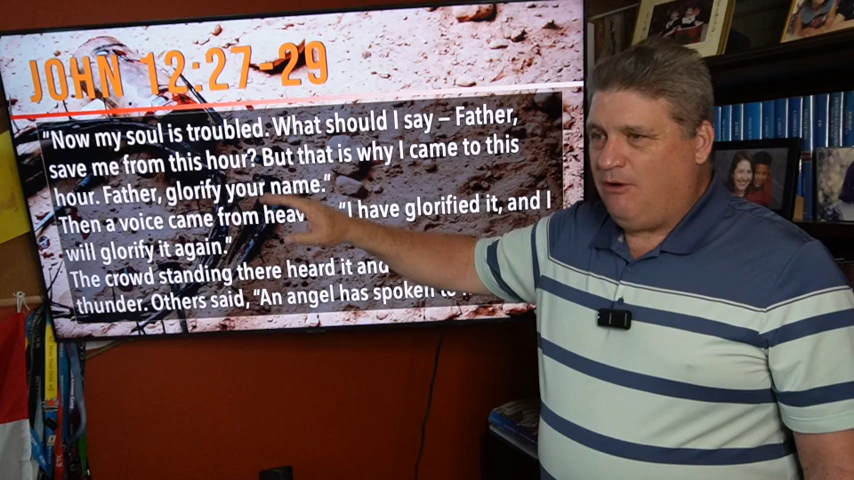 JOHN 12:27-29
“Now my soul is troubled. What should I say – Father,
save me from this hour? But that is why I came to this
hour. Father, glorify your name.”
Then a voice came from heav “I have glorified it, and I
will glorify it again.”
The crowd standing there heard it and
thunder. Others said, “An angel has spoken to